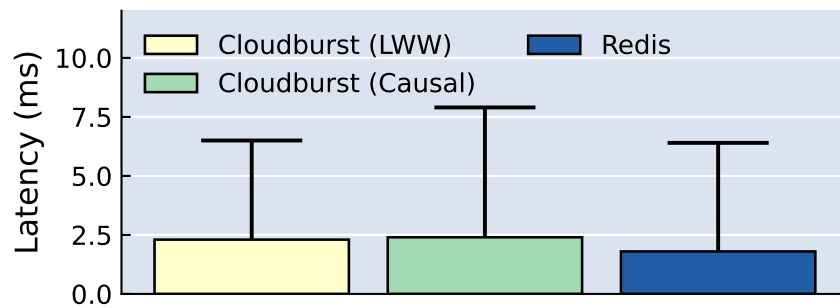 Cloudburst (LWW)
Redis
Cloudburst (Causal)
Latency (ms)
10.0
7.5
5.0
2.5
0.0